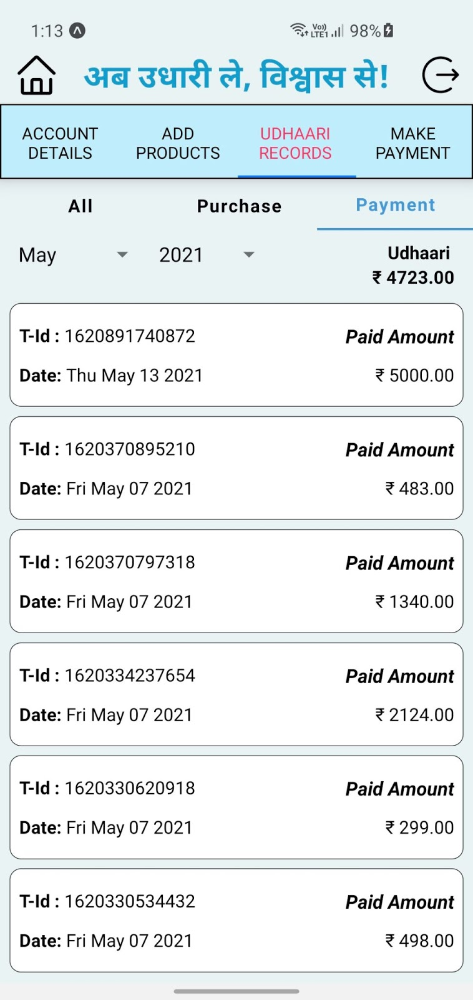 1:13 Vo)) LTE1 98%
अब उधारी ले, विश्वास से!
ACCOUNT DETAILS
ADD PRODUCTS
UDHAARI RECORDS
MAKE PAYMENT
All Purchase Payment
May 2021 Udhaari
₹ 4723.00
T-Id : 1620891740872 Paid Amount
Date: Thu May 13 2021 ₹ 5000.00
T-Id : 1620370895210 Paid Amount
Date: Fri May 07 2021 ₹ 483.00
T-Id : 1620370797318 Paid Amount
Date: Fri May 07 2021 ₹ 1340.00
T-Id : 1620334237654 Paid Amount
Date: Fri May 07 2021 ₹ 2124.00
T-Id : 1620330620918 Paid Amount
Date: Fri May 07 2021 ₹ 299.00
T-Id : 1620330534432 Paid Amount
Date: Fri May 07 2021 ₹ 498.00